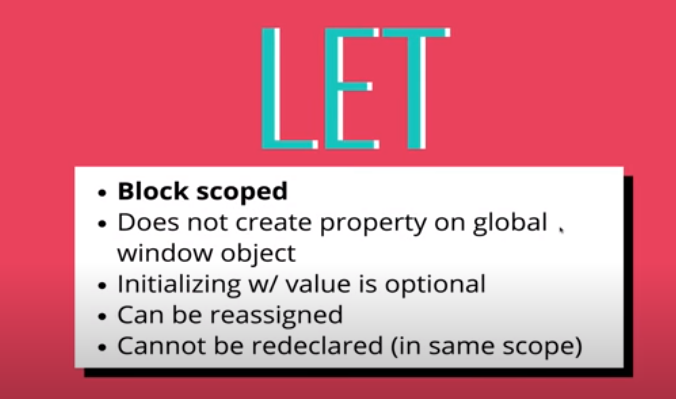 LET
• Block scoped
• Does not create property on global
window object
• Initializing w/ value is optional
• Can be reassigned
• Cannot be redeclared (in same scope)